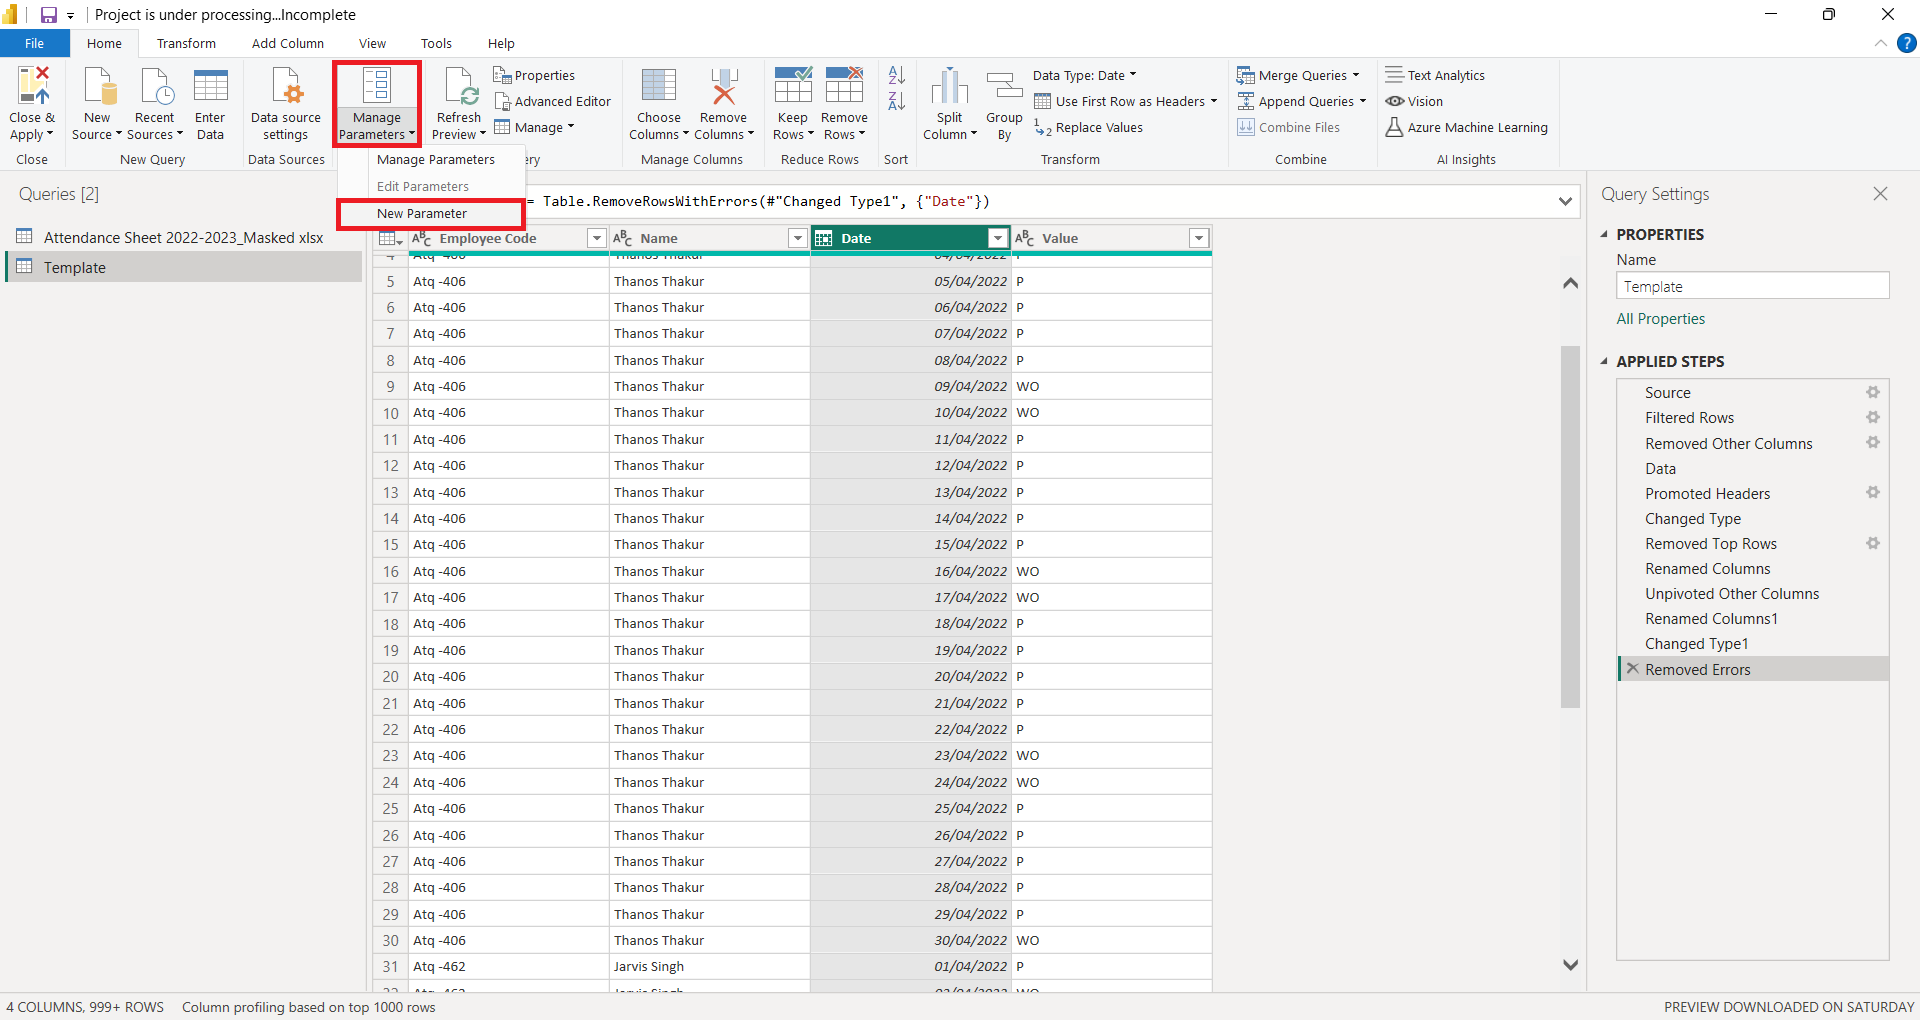 Project is under processing...Incomplete
File Home Transform Add Column View Tools Help
Close & Apply
Close
New Source
Recent Sources
Enter Data
New Query
Data source settings
Data Sources
Manage Parameters
Refresh Preview
Properties
Advanced Editor
Manage
ery
Choose Columns
Remove Columns
Manage Columns
Keep Rows
Remove Rows
Reduce Rows
Sort
Split Column
Group By
Data Type: Date
Use First Row as Headers
Replace Values
Transform
Merge Queries
Append Queries
Combine Files
Combine
Text Analytics
Vision
Azure Machine Learning
AI Insights
Manage Parameters
Edit Parameters
New Parameter
Queries [2]
Attendance Sheet 2022-2023_Masked xlsx
Template
= Table.RemoveRowsWithErrors(#"Changed Type1", {"Date"})
Employee Code Name Date Value
4 Atq -406 Thanos Thakur 04/04/2022 P
5 Atq -406 Thanos Thakur 05/04/2022 P
6 Atq -406 Thanos Thakur 06/04/2022 P
7 Atq -406 Thanos Thakur 07/04/2022 P
8 Atq -406 Thanos Thakur 08/04/2022 P
9 Atq -406 Thanos Thakur 09/04/2022 WO
10 Atq -406 Thanos Thakur 10/04/2022 WO
11 Atq -406 Thanos Thakur 11/04/2022 P
12 Atq -406 Thanos Thakur 12/04/2022 P
13 Atq -406 Thanos Thakur 13/04/2022 P
14 Atq -406 Thanos Thakur 14/04/2022 P
15 Atq -406 Thanos Thakur 15/04/2022 P
16 Atq -406 Thanos Thakur 16/04/2022 WO
17 Atq -406 Thanos Thakur 17/04/2022 WO
18 Atq -406 Thanos Thakur 18/04/2022 P
19 Atq -406 Thanos Thakur 19/04/2022 P
20 Atq -406 Thanos Thakur 20/04/2022 P
21 Atq -406 Thanos Thakur 21/04/2022 P
22 Atq -406 Thanos Thakur 22/04/2022 P
23 Atq -406 Thanos Thakur 23/04/2022 WO
24 Atq -406 Thanos Thakur 24/04/2022 WO
25 Atq -406 Thanos Thakur 25/04/2022 P
26 Atq -406 Thanos Thakur 26/04/2022 P
27 Atq -406 Thanos Thakur 27/04/2022 P
28 Atq -406 Thanos Thakur 28/04/2022 P
29 Atq -406 Thanos Thakur 29/04/2022 P
30 Atq -406 Thanos Thakur 30/04/2022 WO
31 Atq -462 Jarvis Singh 01/04/2022 P
32 Atq -462 Jarvis Singh 02/04/2022 WO
Query Settings
PROPERTIES
Name
Template
All Properties
APPLIED STEPS
Source
Filtered Rows
Removed Other Columns
Data
Promoted Headers
Changed Type
Removed Top Rows
Renamed Columns
Unpivoted Other Columns
Renamed Columns1
Changed Type1
Removed Errors
4 COLUMNS, 999+ ROWS Column profiling based on top 1000 rows
PREVIEW DOWNLOADED ON SATURDAY